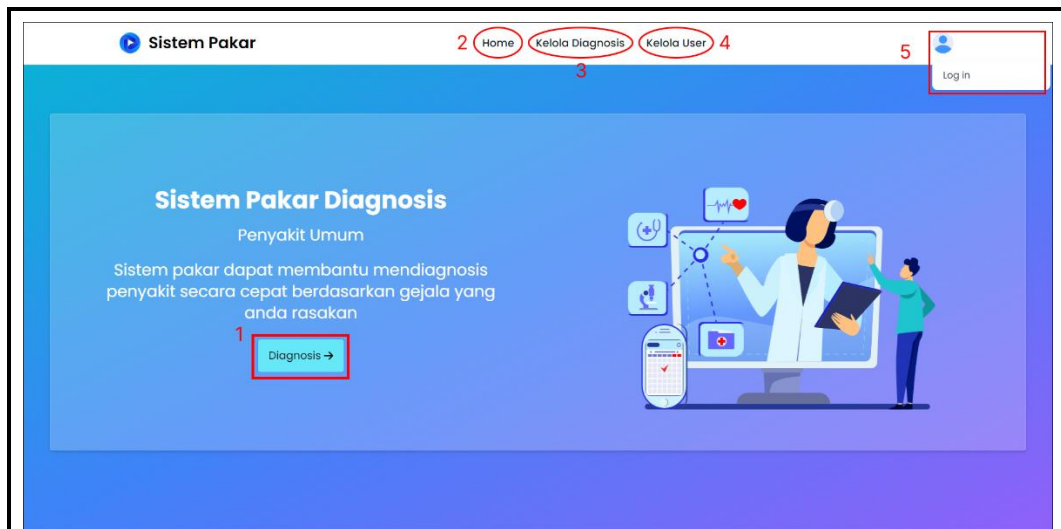 Sistem Pakar
2 Home Kelola Diagnosis Kelola User 4
3
5
Log in
Sistem Pakar Diagnosis
Penyakit Umum
Sistem pakar dapat membantu mendiagnosis
penyakit secara cepat berdasarkan gejala yang
anda rasakan
1
Diagnosis →